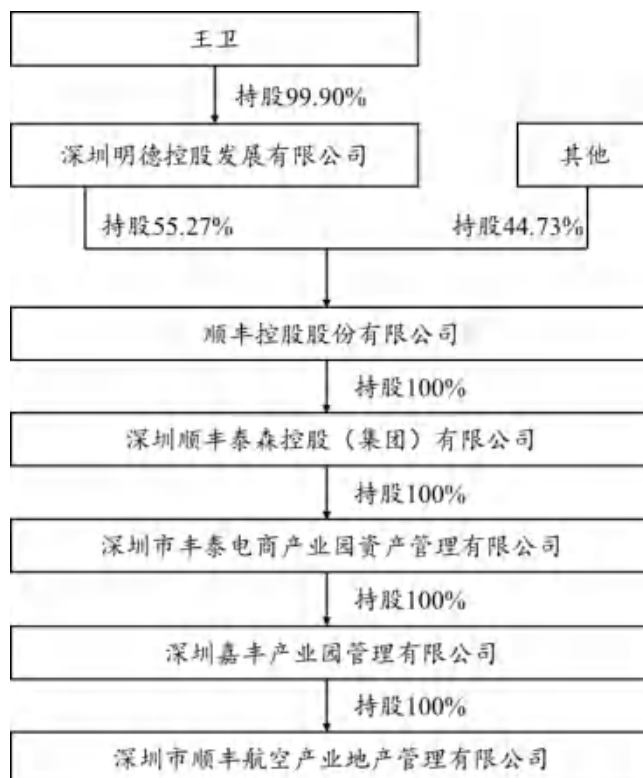 王卫
持股99.90%
深圳明德控股发展有限公司
其他
持股55.27%
持股44.73%
顺丰控股股份有限公司
持股100%
深圳顺丰泰森控股（集团）有限公司
持股100%
深圳市丰泰电商产业园资产管理有限公司
持股100%
深圳嘉丰产业园管理有限公司
持股100%
深圳市顺丰航空产业地产管理有限公司